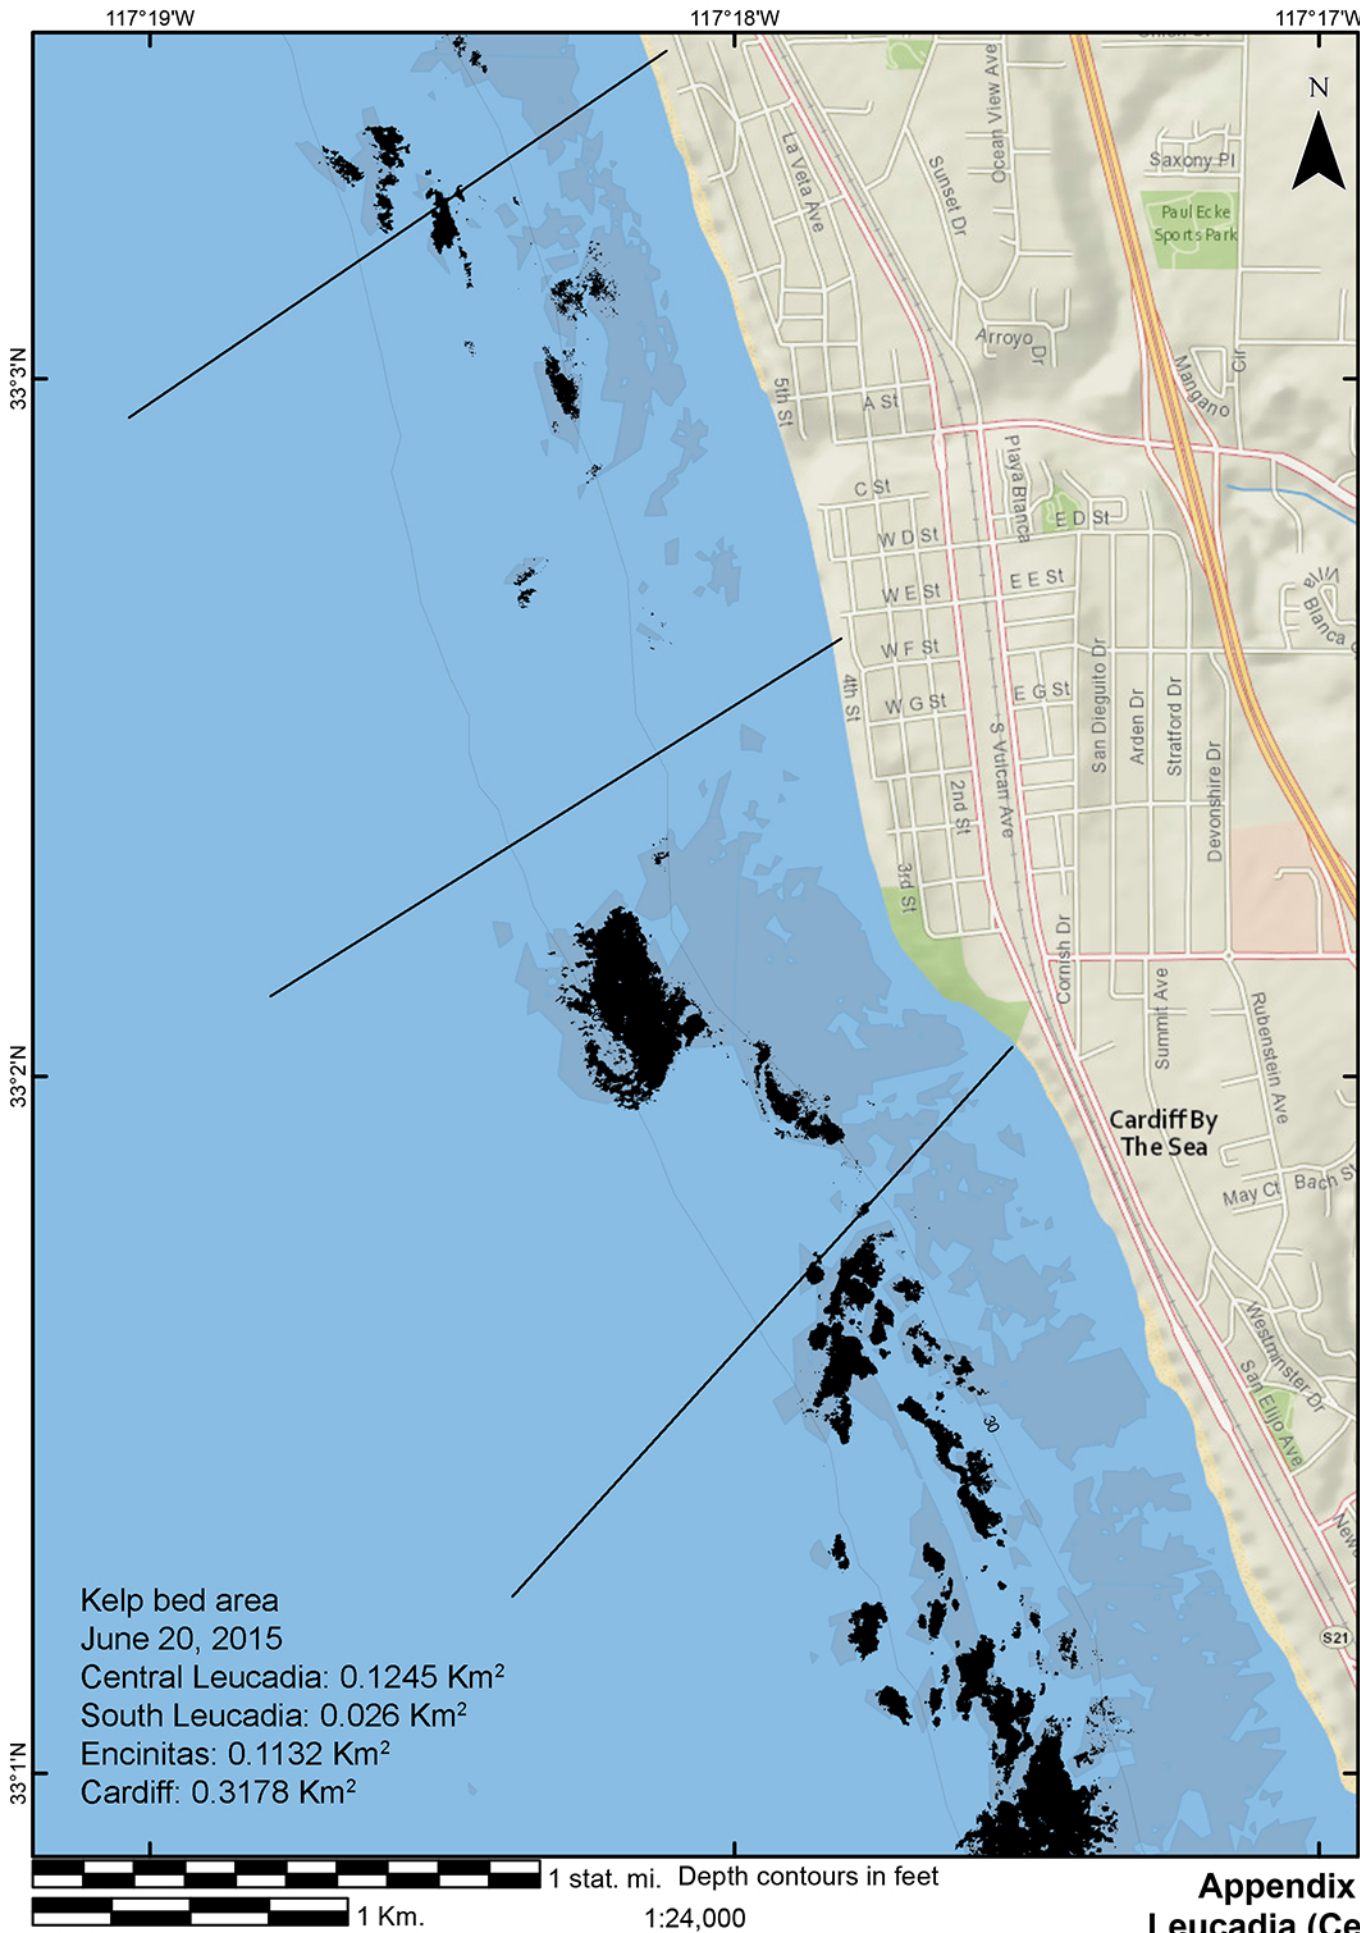 117°19'W 117°18'W 117°17'W
N
Ocean View Ave
La Veta Ave
Sunset Dr
Saxony Pl
Paul Ecke
Sports Park
33°3'N
Arroyo Dr
Mangano
Cir
5th St
A St
Playa Blanca
C St
E D St
W D St
E E St
W E St
Villa
Blanca
W F St
4th St
W G St
E G St
San Dieguito Dr
Arden Dr
Stratford Dr
S Vulcan Ave
Devonshire Dr
2nd St
3rd St
Cornish Dr
Summit Ave
Rubenstein Ave
33°2'N
Cardiff By
The Sea
May Ct
Bach S
Westminster Dr
San Elijo Ave
30
S21
33°1'N
Kelp bed area
June 20, 2015
Central Leucadia: 0.1245 Km²
South Leucadia: 0.026 Km²
Encinitas: 0.1132 Km²
Cardiff: 0.3178 Km²
1 stat. mi. Depth contours in feet
1 Km. 1:24,000
Appendix
Leucadia (Ce